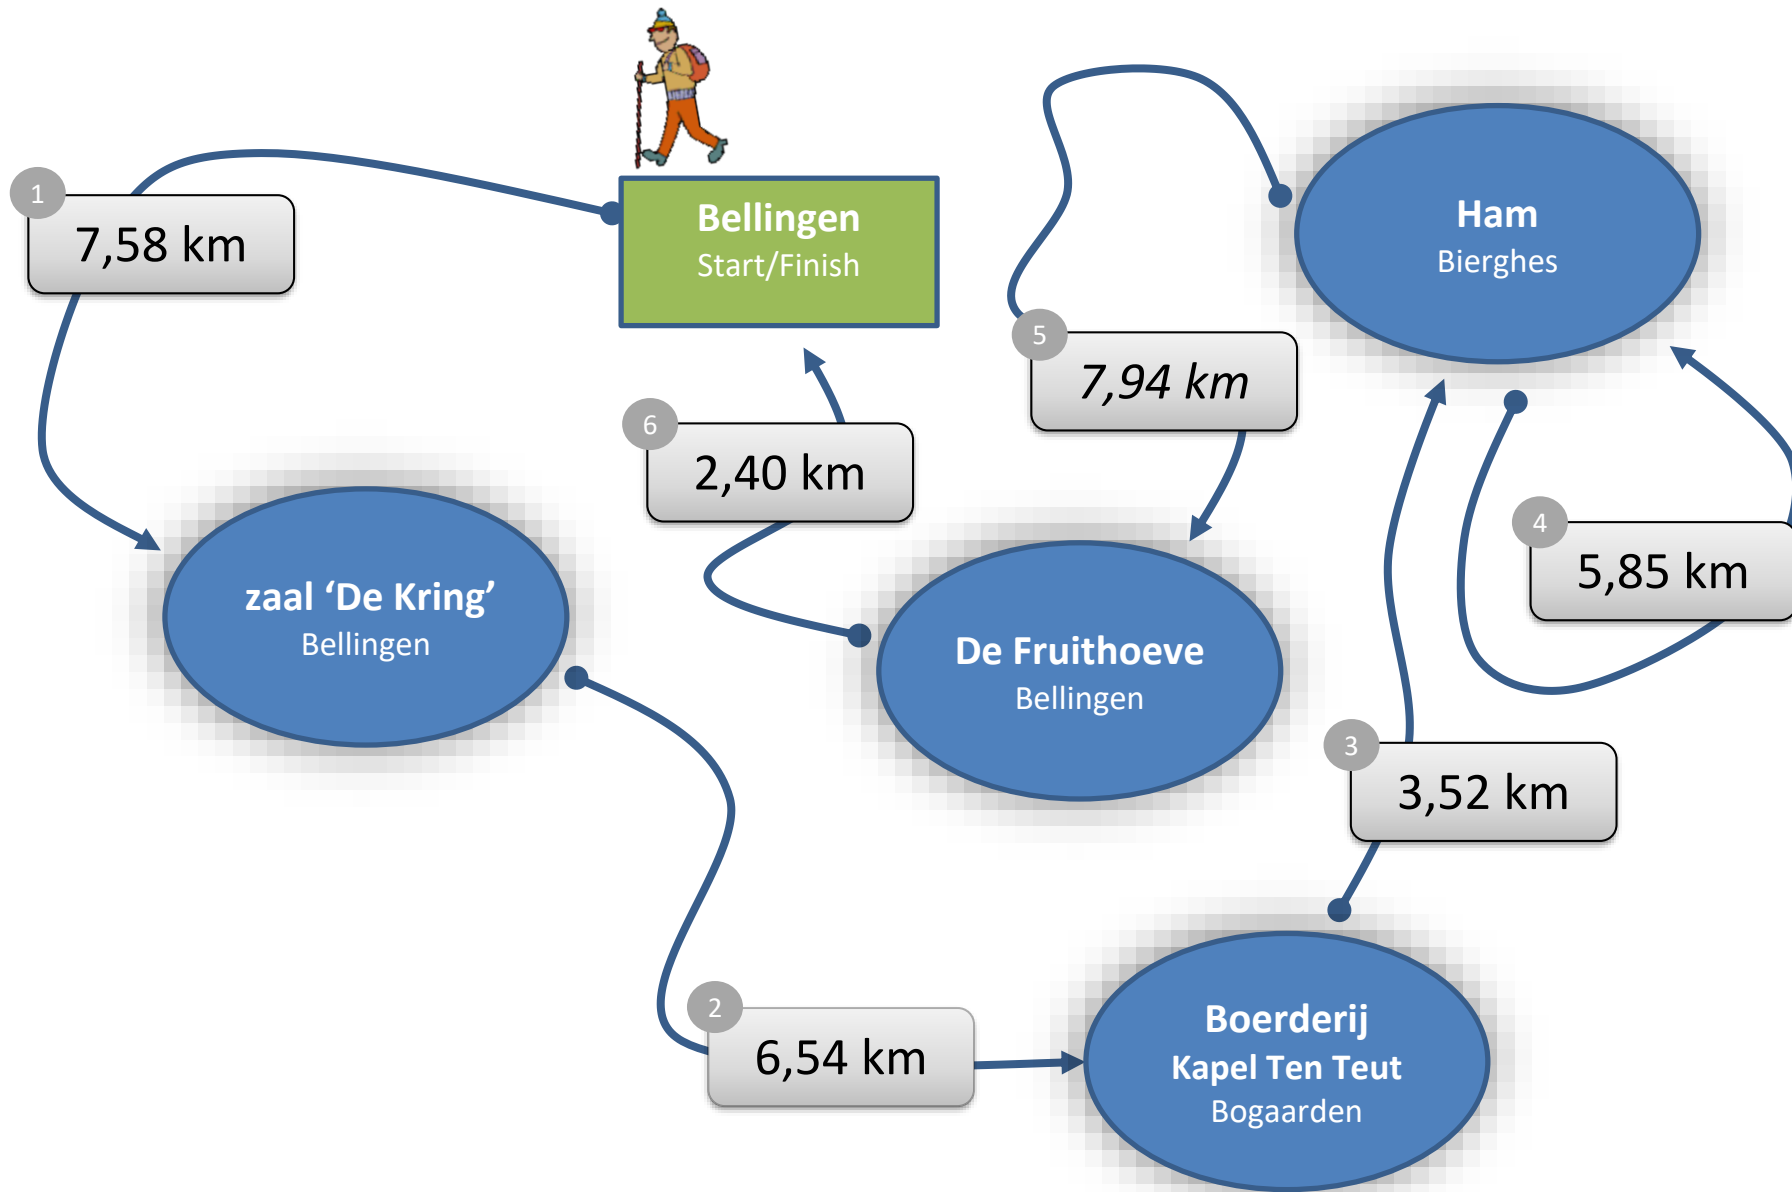 Bellingen
Start/Finish
1
7,58 km
Ham
Bierghes
5
7,94 km
6
2,40 km
4
5,85 km
zaal ‘De Kring’
Bellingen
De Fruithoeve
Bellingen
3
3,52 km
2
6,54 km
Boerderij
Kapel Ten Teut
Bogaarden